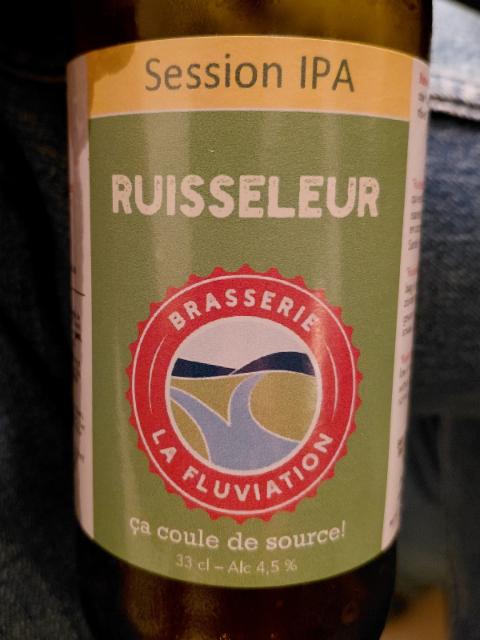 Session IPA
RUISSELEUR
BRASSERIE
LA FLUVIATION
ça coule de source!
33 cl – Alc 4,5 %